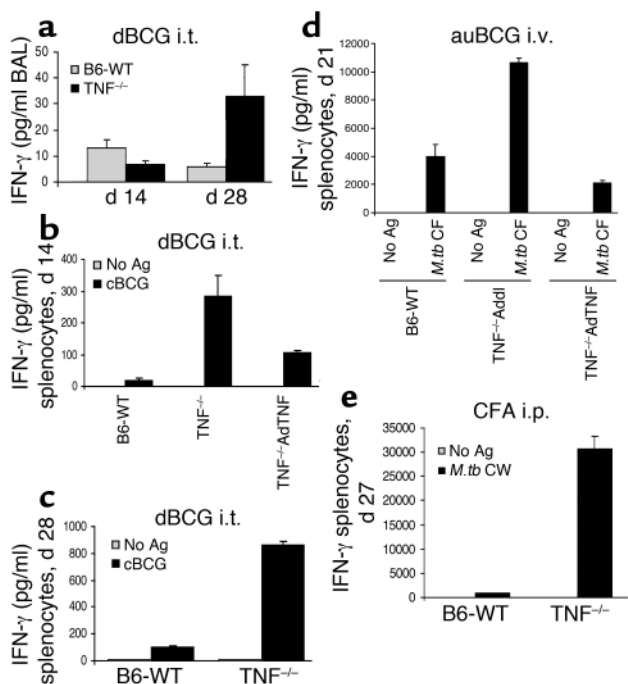 a
dBCG i.t.
B6-WT
TNF–/–
IFN-γ (pg/ml BAL)
50
40
30
20
10
0
d 14
d 28
b
dBCG i.t.
No Ag
cBCG
IFN-γ (pg/ml)
splenocytes, d 14
400
300
200
100
0
B6-WT
TNF–/–
TNF–/–AdTNF
c
dBCG i.t.
No Ag
cBCG
IFN-γ (pg/ml)
splenocytes, d 28
1000
800
600
400
200
0
B6-WT
TNF–/–
d
auBCG i.v.
IFN-γ (pg/ml)
splenocytes, d 21
12000
10000
8000
6000
4000
2000
0
No Ag
M.tb CF
No Ag
M.tb CF
No Ag
M.tb CF
B6-WT
TNF–/–AddI
TNF–/–AdTNF
e
CFA i.p.
No Ag
M.tb CW
IFN-γ splenocytes,
d 27
35000
30000
25000
20000
15000
10000
5000
0
B6-WT
TNF–/–